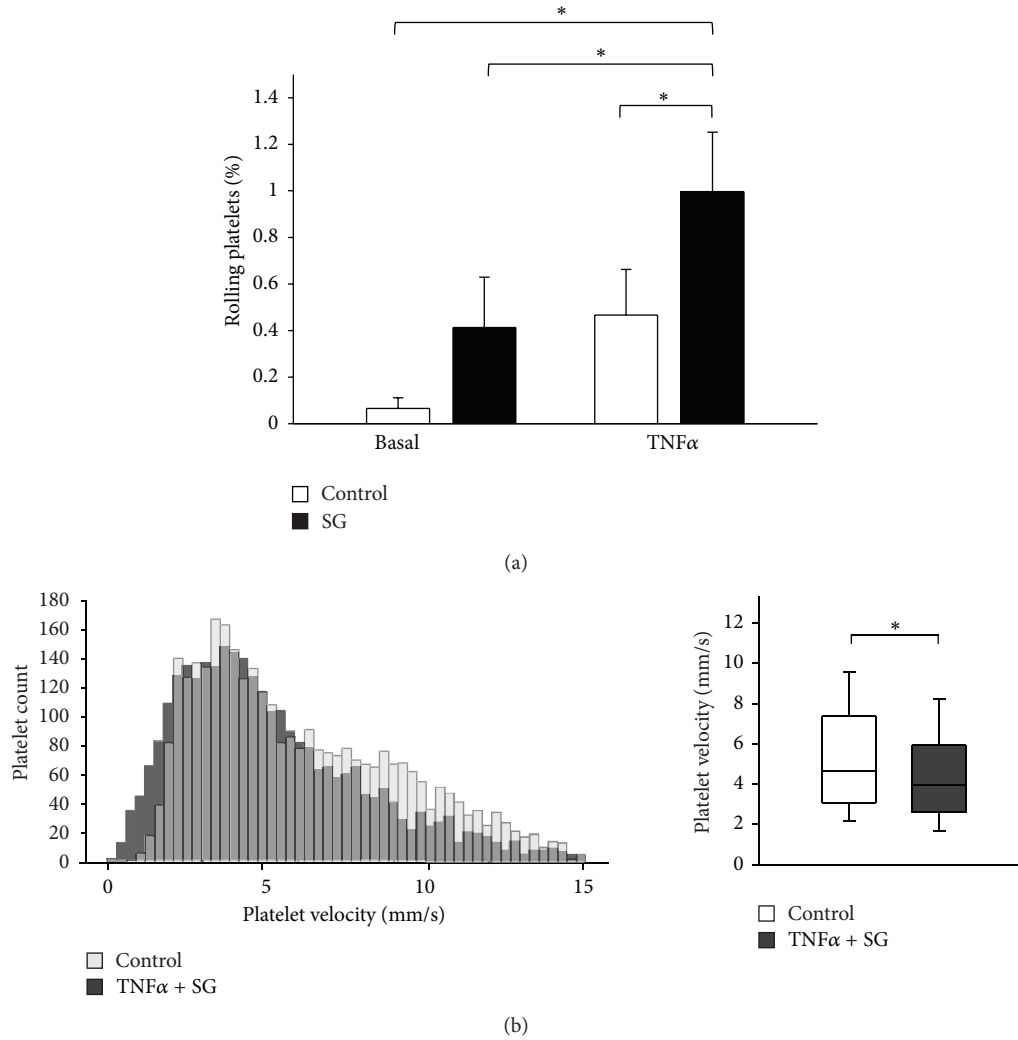 *
*
*
1.4
1.2
1
0.8
0.6
0.4
0.2
0
Rolling platelets (%)
Basal
TNFα
Control
SG
(a)
180
160
140
120
100
80
60
40
20
0
Platelet count
0
5
10
15
Platelet velocity (mm/s)
Control
TNFα + SG
12
10
8
6
4
2
0
Platelet velocity (mm/s)
*
Control
TNFα + SG
(b)